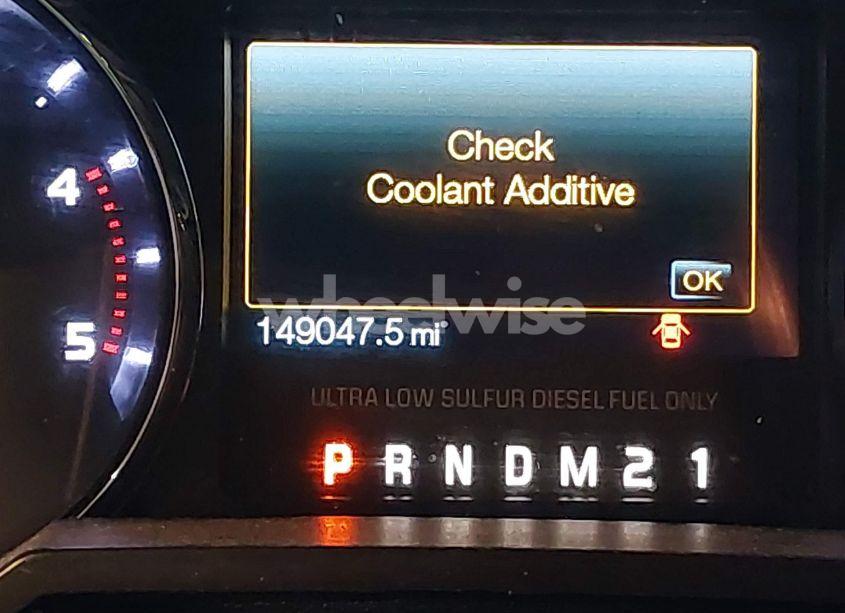 Check
Coolant Additive
OK
wheelwise
149047.5 mi
4
5
ULTRA LOW SULFUR DIESEL FUEL ONLY
P R N D M 2 1